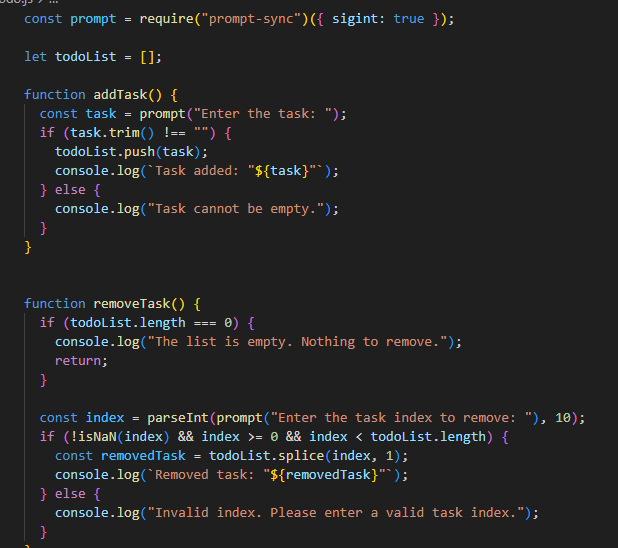 const prompt = require("prompt-sync")({ sigint: true });
let todoList = [];
function addTask() {
const task = prompt("Enter the task: ");
if (task.trim() !== "") {
todoList.push(task);
console.log(`Task added: "${task}"`);
} else {
console.log("Task cannot be empty.");
}
}
function removeTask() {
if (todoList.length === 0) {
console.log("The list is empty. Nothing to remove.");
return;
}
const index = parseInt(prompt("Enter the task index to remove: "), 10);
if (!isNaN(index) && index >= 0 && index < todoList.length) {
const removedTask = todoList.splice(index, 1);
console.log(`Removed task: "${removedTask}"`);
} else {
console.log("Invalid index. Please enter a valid task index.");
}